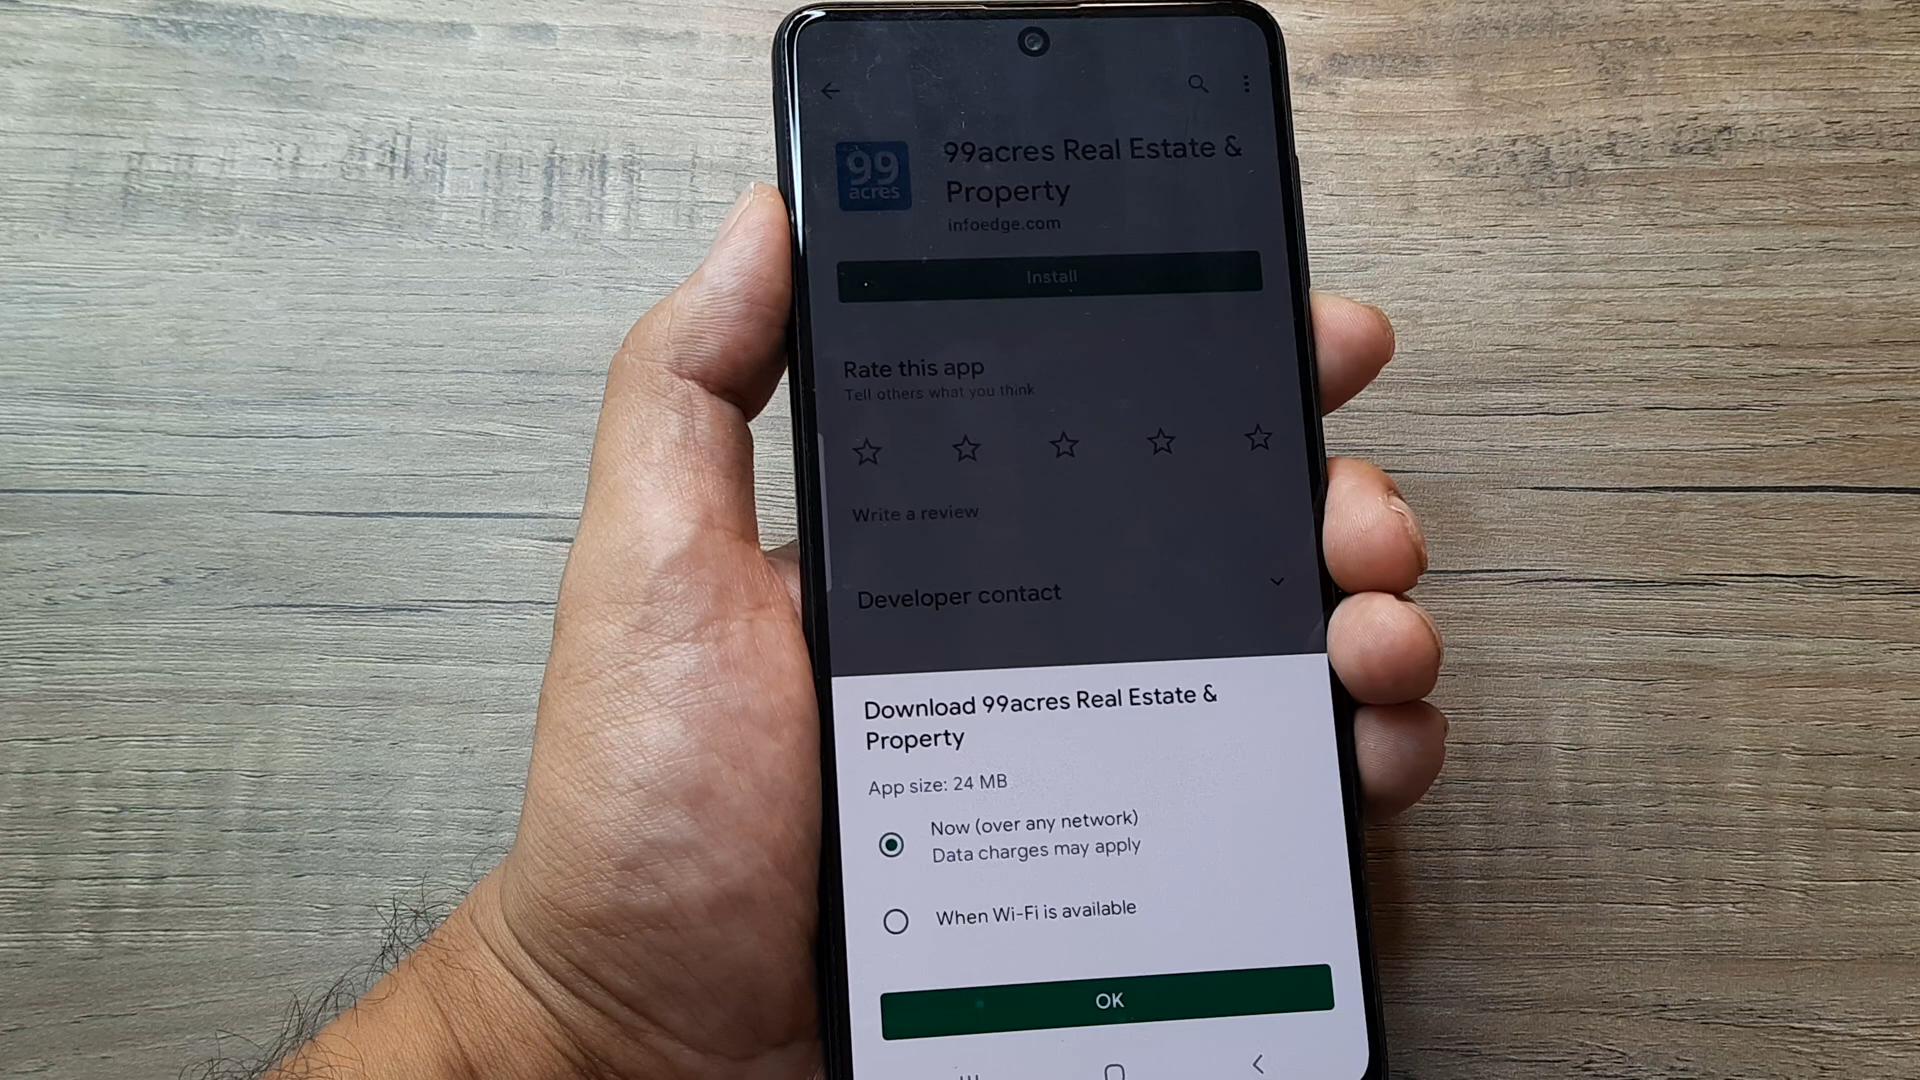 99
acres
99acres Real Estate &
Property
infoedge.com
Install
Rate this app
Tell others what you think
Write a review
Developer contact
Download 99acres Real Estate &
Property
App size: 24 MB
Now (over any network)
Data charges may apply
When Wi-Fi is available
OK